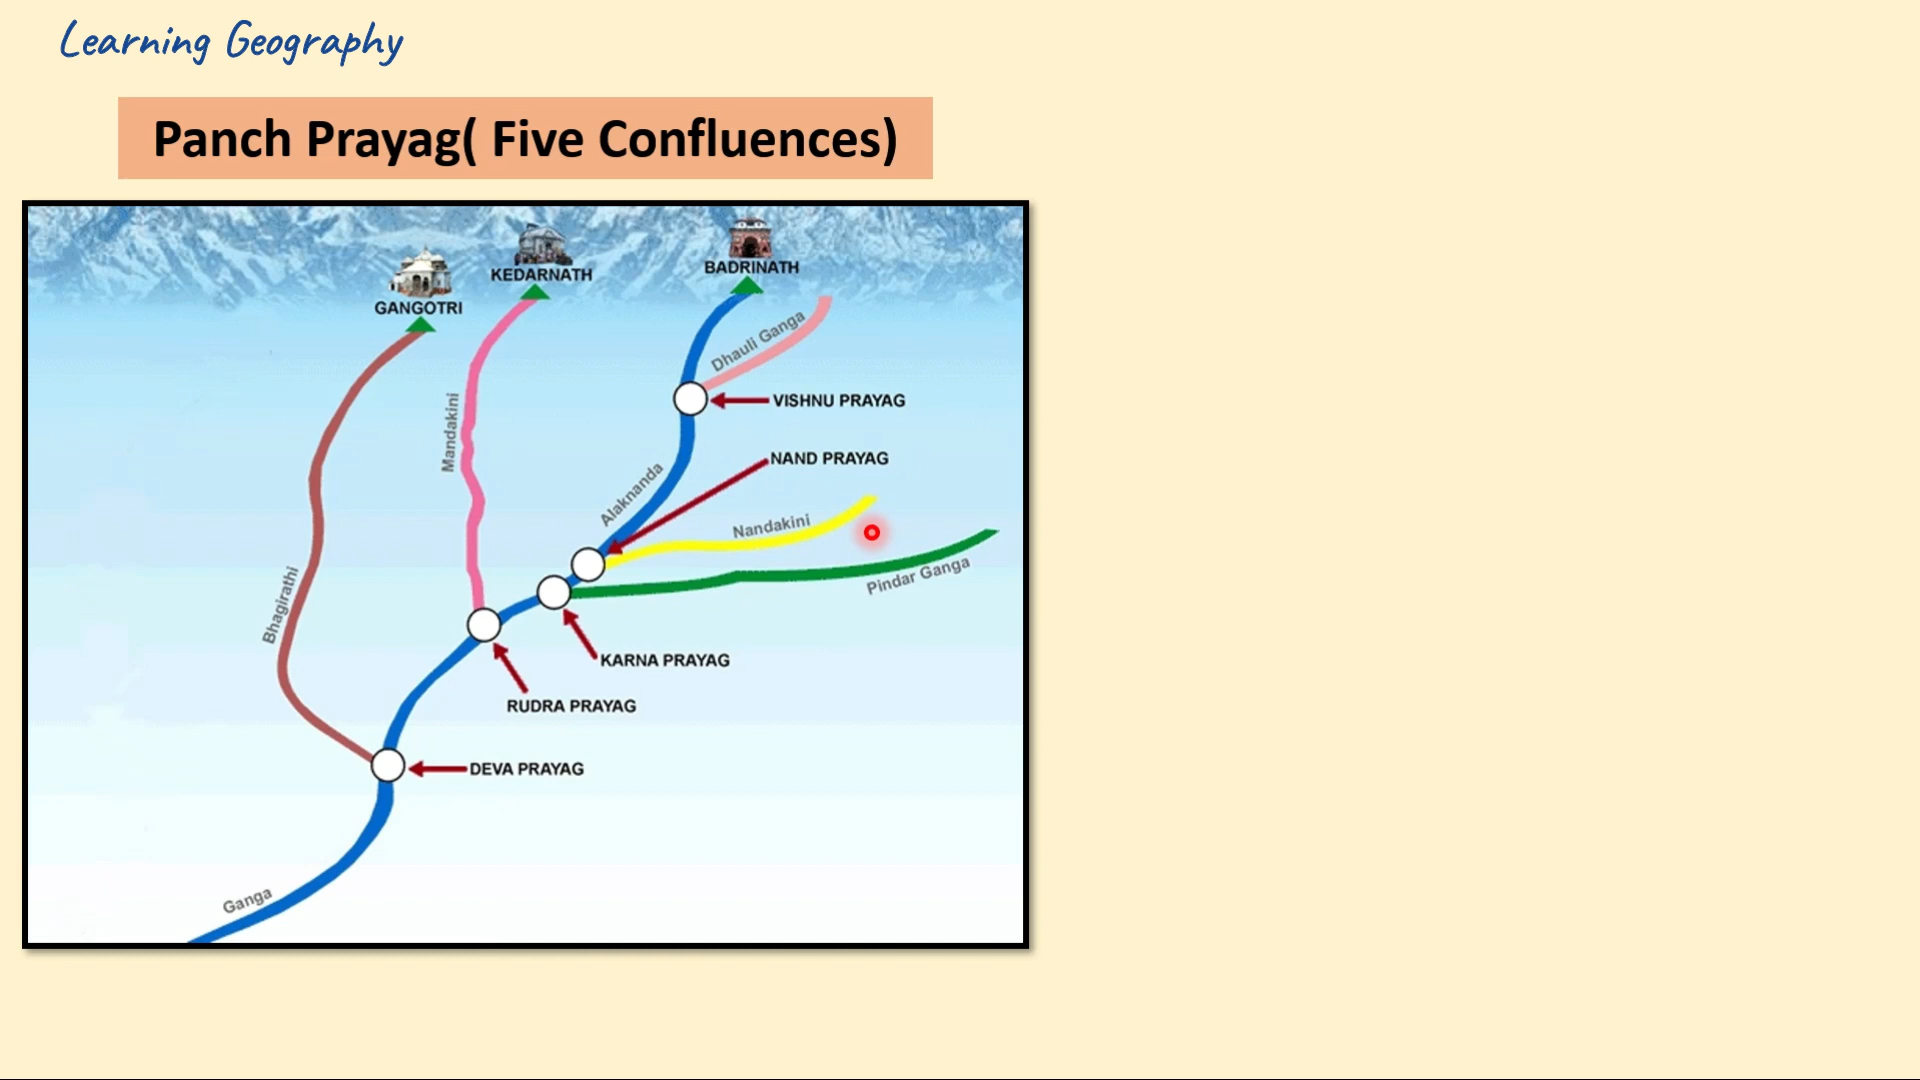 Learning Geography
Panch Prayag( Five Confluences)
KEDARNATH
BADRINATH
GANGOTRI
Dhauli Ganga
VISHNU PRAYAG
Mandakini
NAND PRAYAG
Alaknanda
Nandakini
Pindar Ganga
Bhagirathi
KARNA PRAYAG
RUDRA PRAYAG
DEVA PRAYAG
Ganga